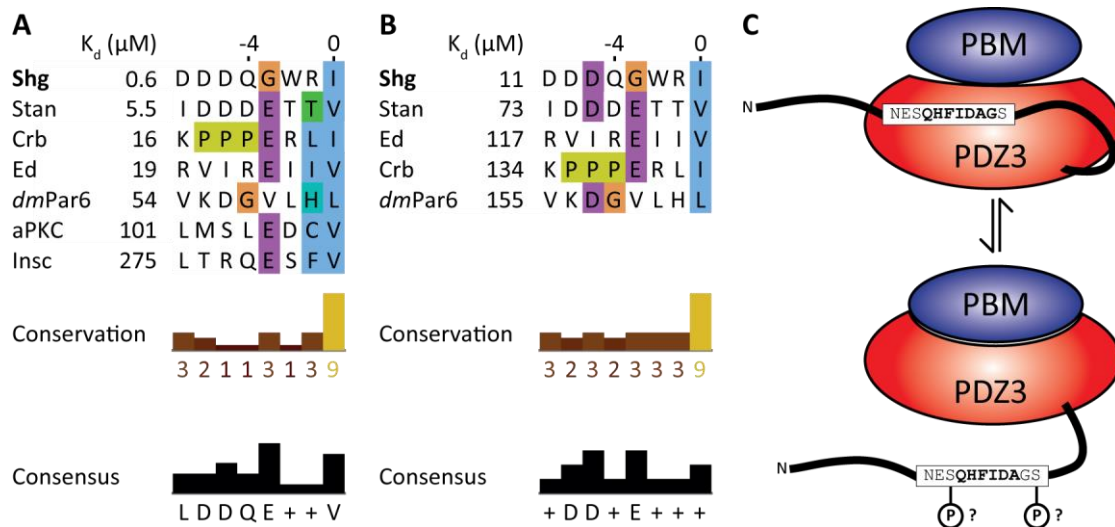 A
K_d (μM) -4 0
Shg 0.6 D D D Q G W R I
Stan 5.5 I D D D E T T V
Crb 16 K P P P E R L I
Ed 19 R V I R E I I V
dmPar6 54 V K D G V L H L
aPKC 101 L M S L E D C V
Insc 275 L T R Q E S F V
Conservation
3 2 1 1 3 1 3 9
Consensus
L D D Q E + + V
B
K_d (μM) -4 0
Shg 11 D D D Q G W R I
Stan 73 I D D D E T T V
Ed 117 R V I R E I I V
Crb 134 K P P P E R L I
dmPar6 155 V K D G V L H L
Conservation
3 2 3 2 3 3 3 9
Consensus
+ D D + E + + +
C
PBM
N
NESQHFIDAGS
PDZ3
PBM
PDZ3
N
NESQHFIDAGS
P ? P ?